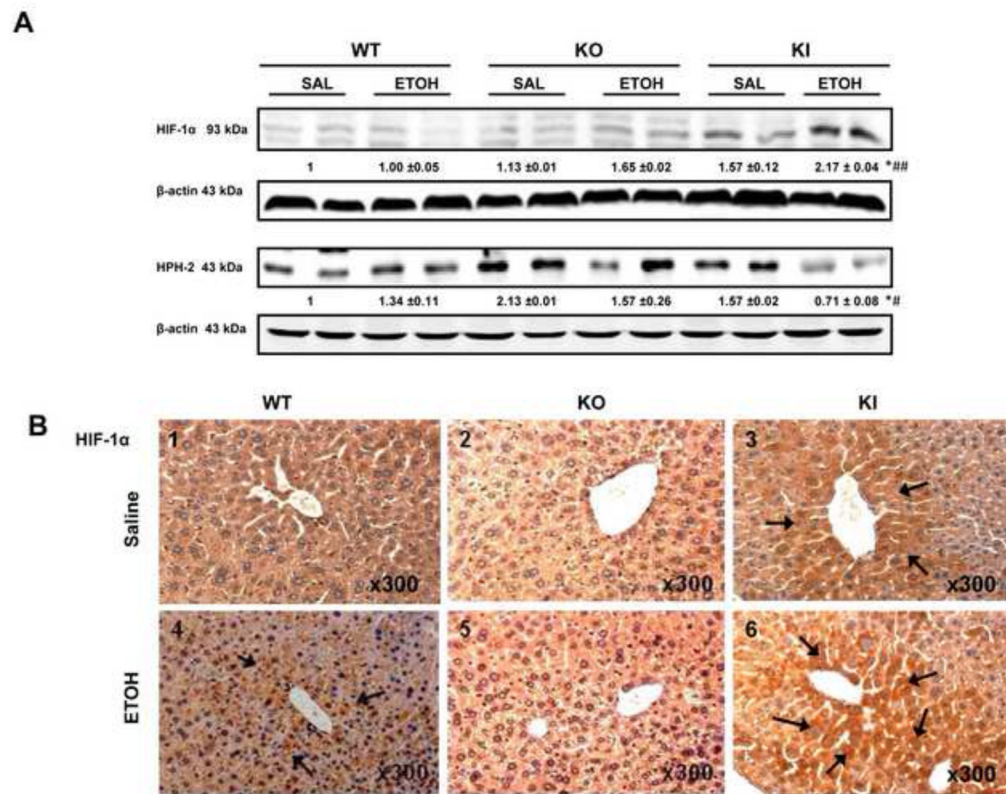 A
WT KO KI
SAL ETOH SAL ETOH SAL ETOH
HIF-1α 93 kDa
1 1.00 ±0.05 1.13 ±0.01 1.65 ±0.02 1.57 ±0.12 2.17 ± 0.04 *##
β-actin 43 kDa
HPH-2 43 kDa
1 1.34 ±0.11 2.13 ±0.01 1.57 ±0.26 1.57 ±0.02 0.71 ± 0.08 *#
β-actin 43 kDa
WT KO KI
B HIF-1α
1 2 3
Saline
x300 x300 x300
4 5 6
ETOH
x300 x300 x300